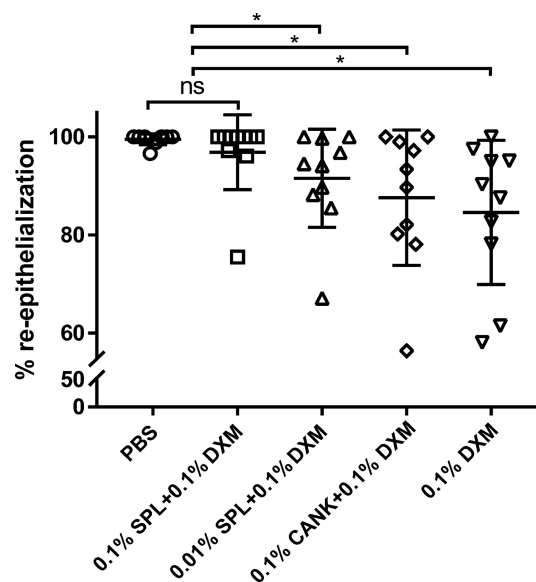 *
*
*
ns
% re-epithelialization
100
80
60
50
0
PBS
0.1% SPL+0.1% DXM
0.01% SPL+0.1% DXM
0.1% CANK+0.1% DXM
0.1% DXM